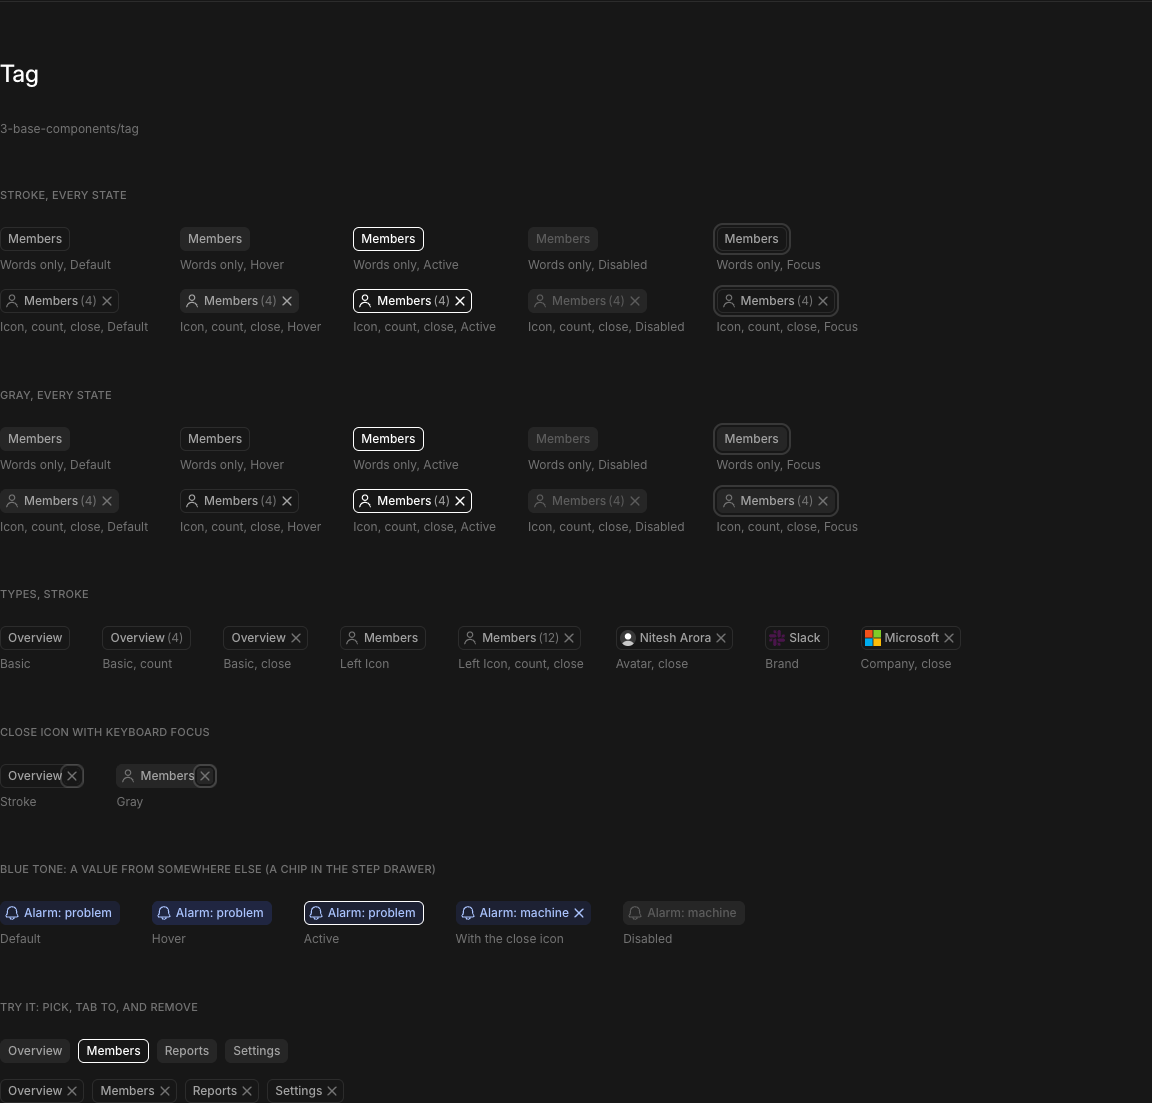 Tag
3-base-components/tag
STROKE, EVERY STATE
Members Members Members Members Members
Words only, Default Words only, Hover Words only, Active Words only, Disabled Words only, Focus
Members (4) Members (4) Members (4) Members (4) Members (4)
Icon, count, close, Default Icon, count, close, Hover Icon, count, close, Active Icon, count, close, Disabled Icon, count, close, Focus
GRAY, EVERY STATE
Members Members Members Members Members
Words only, Default Words only, Hover Words only, Active Words only, Disabled Words only, Focus
Members (4) Members (4) Members (4) Members (4) Members (4)
Icon, count, close, Default Icon, count, close, Hover Icon, count, close, Active Icon, count, close, Disabled Icon, count, close, Focus
TYPES, STROKE
Overview Overview (4) Overview Members Members (12) Nitesh Arora Slack Microsoft
Basic Basic, count Basic, close Left Icon Left Icon, count, close Avatar, close Brand Company, close
CLOSE ICON WITH KEYBOARD FOCUS
Overview Members
Stroke Gray
BLUE TONE: A VALUE FROM SOMEWHERE ELSE (A CHIP IN THE STEP DRAWER)
Alarm: problem Alarm: problem Alarm: problem Alarm: machine Alarm: machine
Default Hover Active With the close icon Disabled
TRY IT: PICK, TAB TO, AND REMOVE
Overview Members Reports Settings
Overview Members Reports Settings